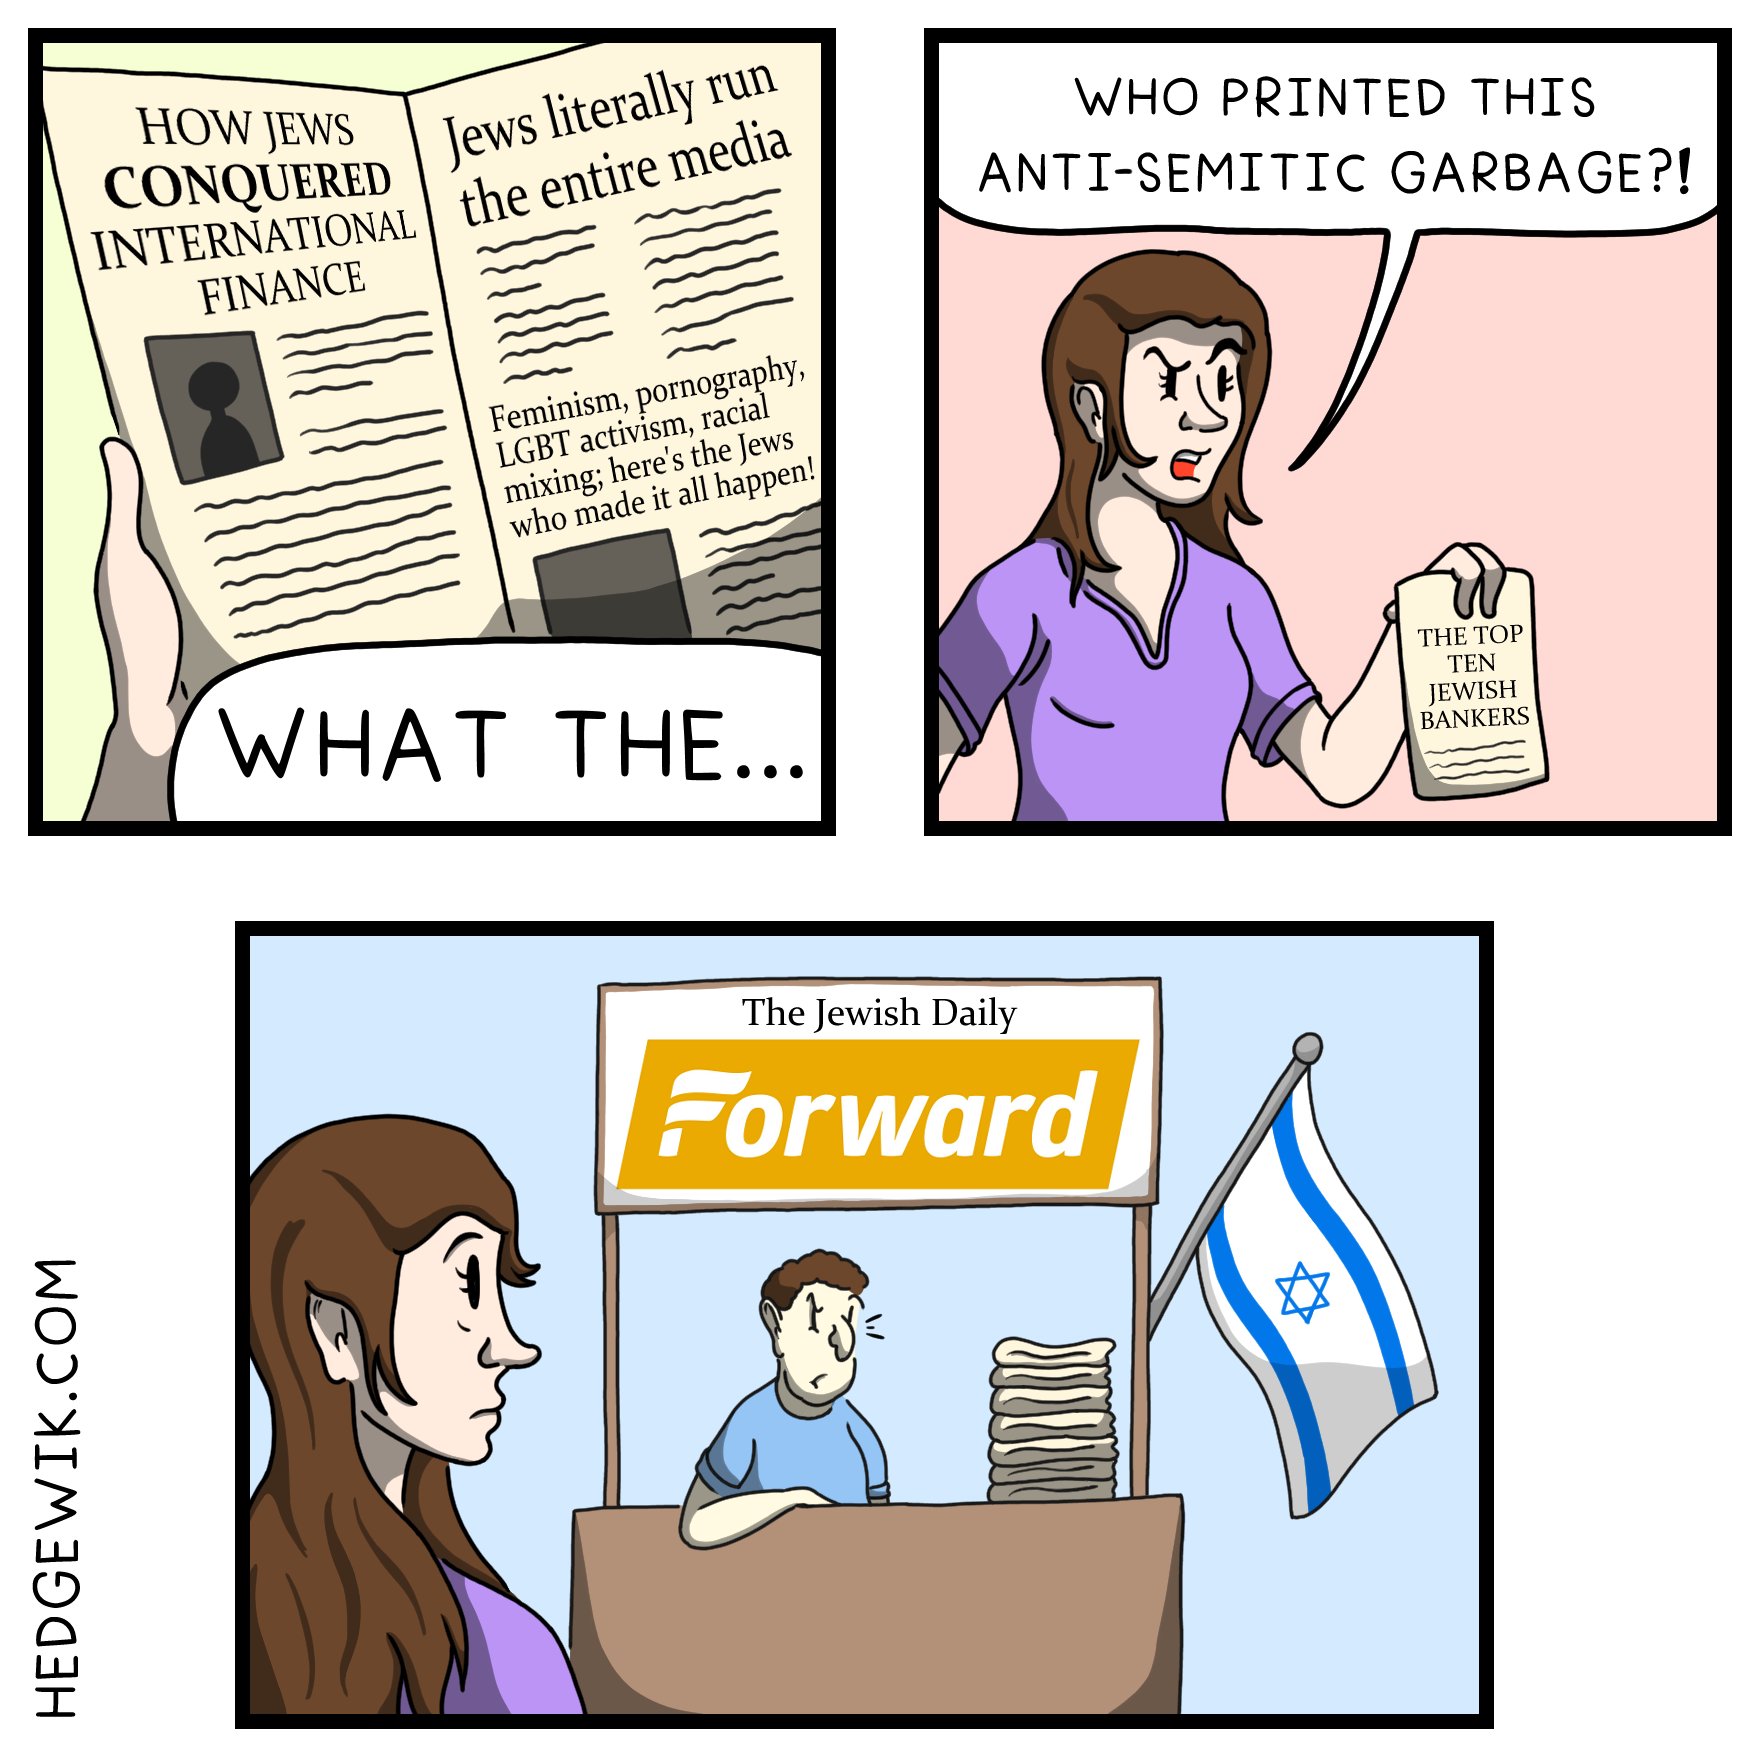 HOW JEWS
CONQUERED
INTERNATIONAL
FINANCE
Jews literally run
the entire media
Feminism, pornography,
LGBT activism, racial
mixing; here's the Jews
who made it all happen!
WHAT THE...
WHO PRINTED THIS
ANTI-SEMITIC GARBAGE?!
THE TOP
TEN
JEWISH
BANKERS
The Jewish Daily
Forward
HEDGEWIK.COM